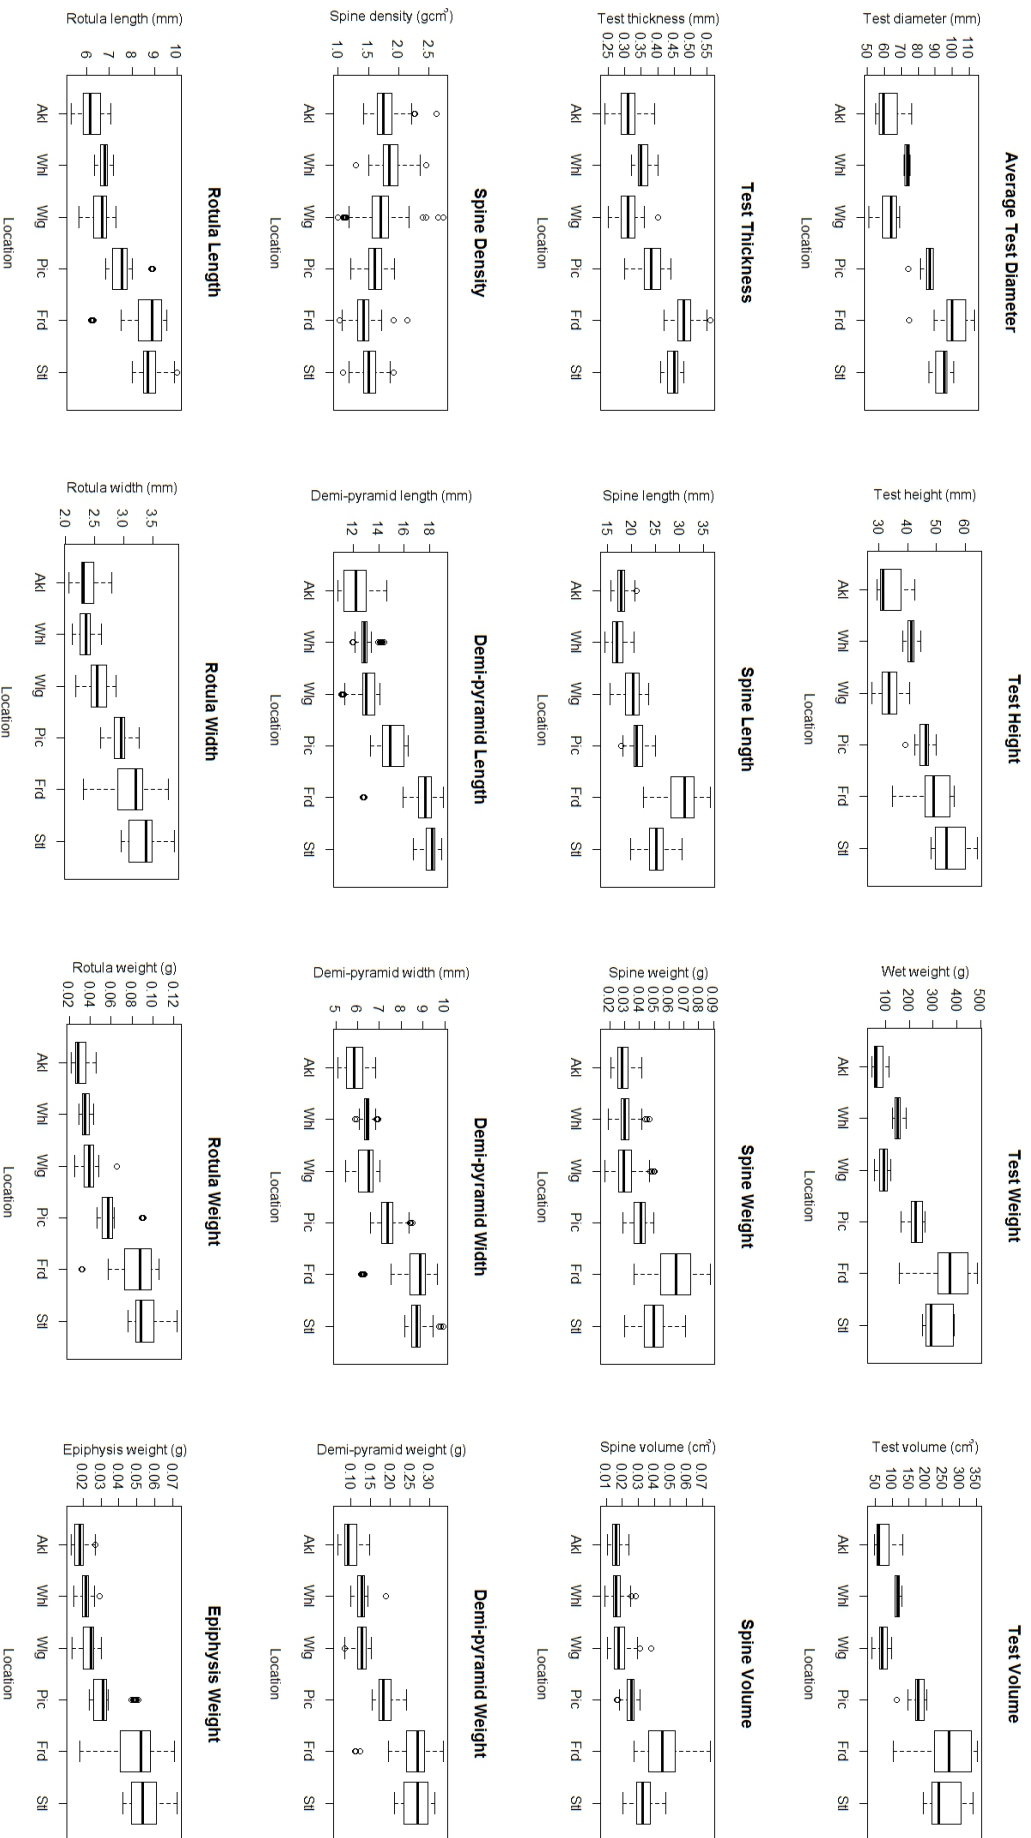 Average Test Diameter
Test diameter (mm)
50 60 70 80 90 100 110
Akl Whl Wlg Pic Frd Stl
Location
Test Height
Test height (mm)
30 40 50 60
Akl Whl Wlg Pic Frd Stl
Location
Test Weight
Wet weight (g)
100 200 300 400 500
Akl Whl Wlg Pic Frd Stl
Location
Test Volume
Test volume (cm³)
50 100 150 200 250 300 350
Akl Whl Wlg Pic Frd Stl
Location
Test Thickness
Test thickness (mm)
0.25 0.30 0.35 0.40 0.45 0.50 0.55
Akl Whl Wlg Pic Frd Stl
Location
Spine Length
Spine length (mm)
15 20 25 30 35
Akl Whl Wlg Pic Frd Stl
Location
Spine Weight
Spine weight (g)
0.02 0.03 0.04 0.05 0.06 0.07 0.08 0.09
Akl Whl Wlg Pic Frd Stl
Location
Spine Volume
Spine volume (cm³)
0.01 0.02 0.03 0.04 0.05 0.06 0.07
Akl Whl Wlg Pic Frd Stl
Location
Spine Density
Spine density (gcm³)
1.0 1.5 2.0 2.5
Akl Whl Wlg Pic Frd Stl
Location
Demi-pyramid Length
Demi-pyramid length (mm)
12 14 16 18
Akl Whl Wlg Pic Frd Stl
Location
Demi-pyramid Width
Demi-pyramid width (mm)
5 6 7 8 9 10
Akl Whl Wlg Pic Frd Stl
Location
Demi-pyramid Weight
Demi-pyramid weight (g)
0.10 0.15 0.20 0.25 0.30
Akl Whl Wlg Pic Frd Stl
Location
Rotula Length
Rotula length (mm)
6 7 8 9 10
Akl Whl Wlg Pic Frd Stl
Location
Rotula Width
Rotula width (mm)
2.0 2.5 3.0 3.5
Akl Whl Wlg Pic Frd Stl
Location
Rotula Weight
Rotula weight (g)
0.02 0.04 0.06 0.08 0.10 0.12
Akl Whl Wlg Pic Frd Stl
Location
Epiphysis Weight
Epiphysis weight (g)
0.02 0.03 0.04 0.05 0.06 0.07
Akl Whl Wlg Pic Frd Stl
Location